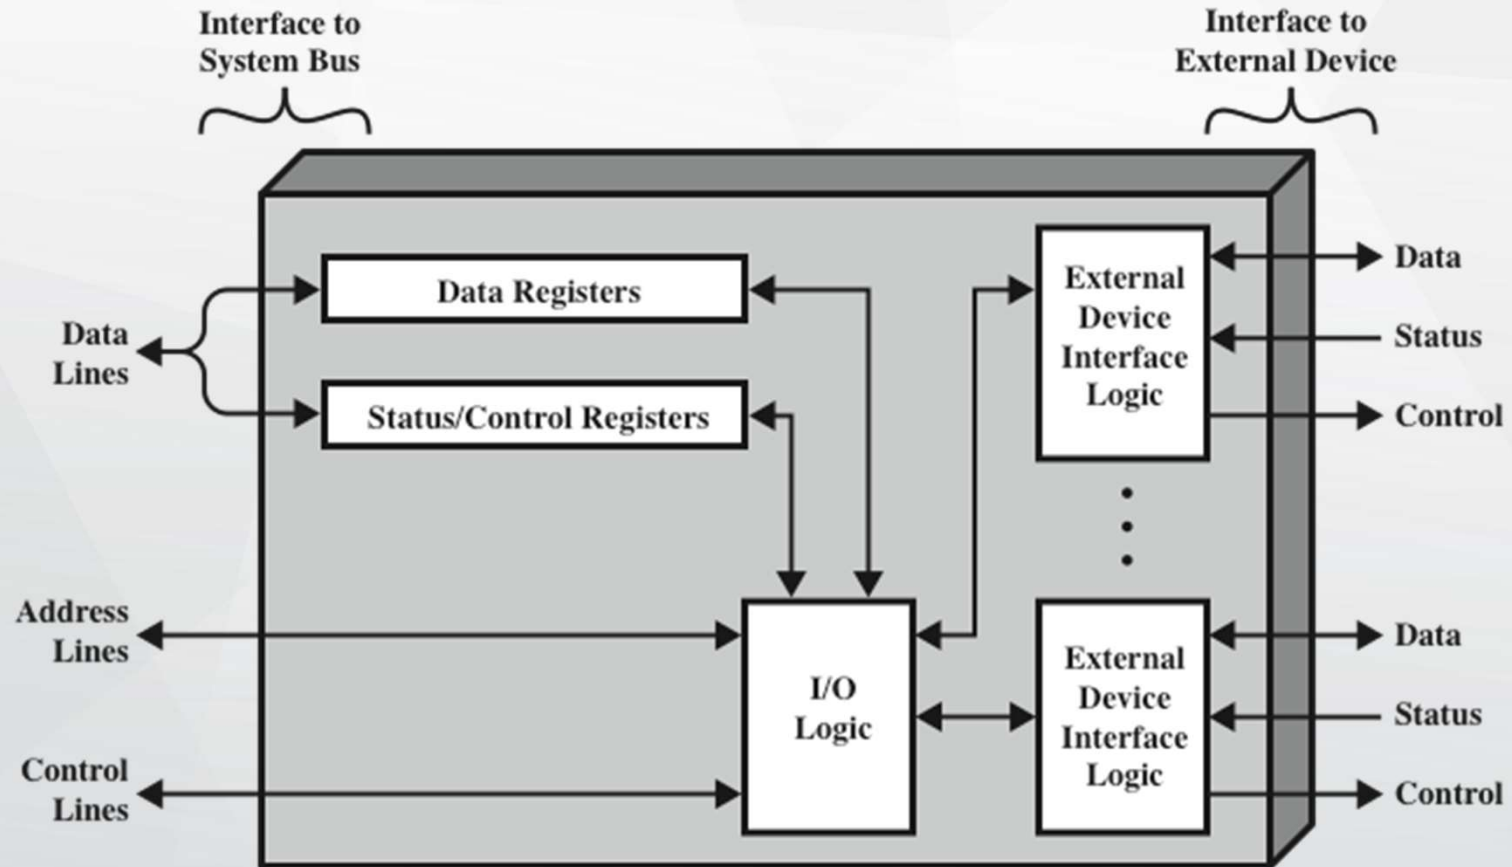 Interface to
System Bus
Interface to
External Device
Data Registers
Status/Control Registers
Data
Lines
Address
Lines
Control
Lines
I/O
Logic
External
Device
Interface
Logic
Data
Status
Control
External
Device
Interface
Logic
Data
Status
Control